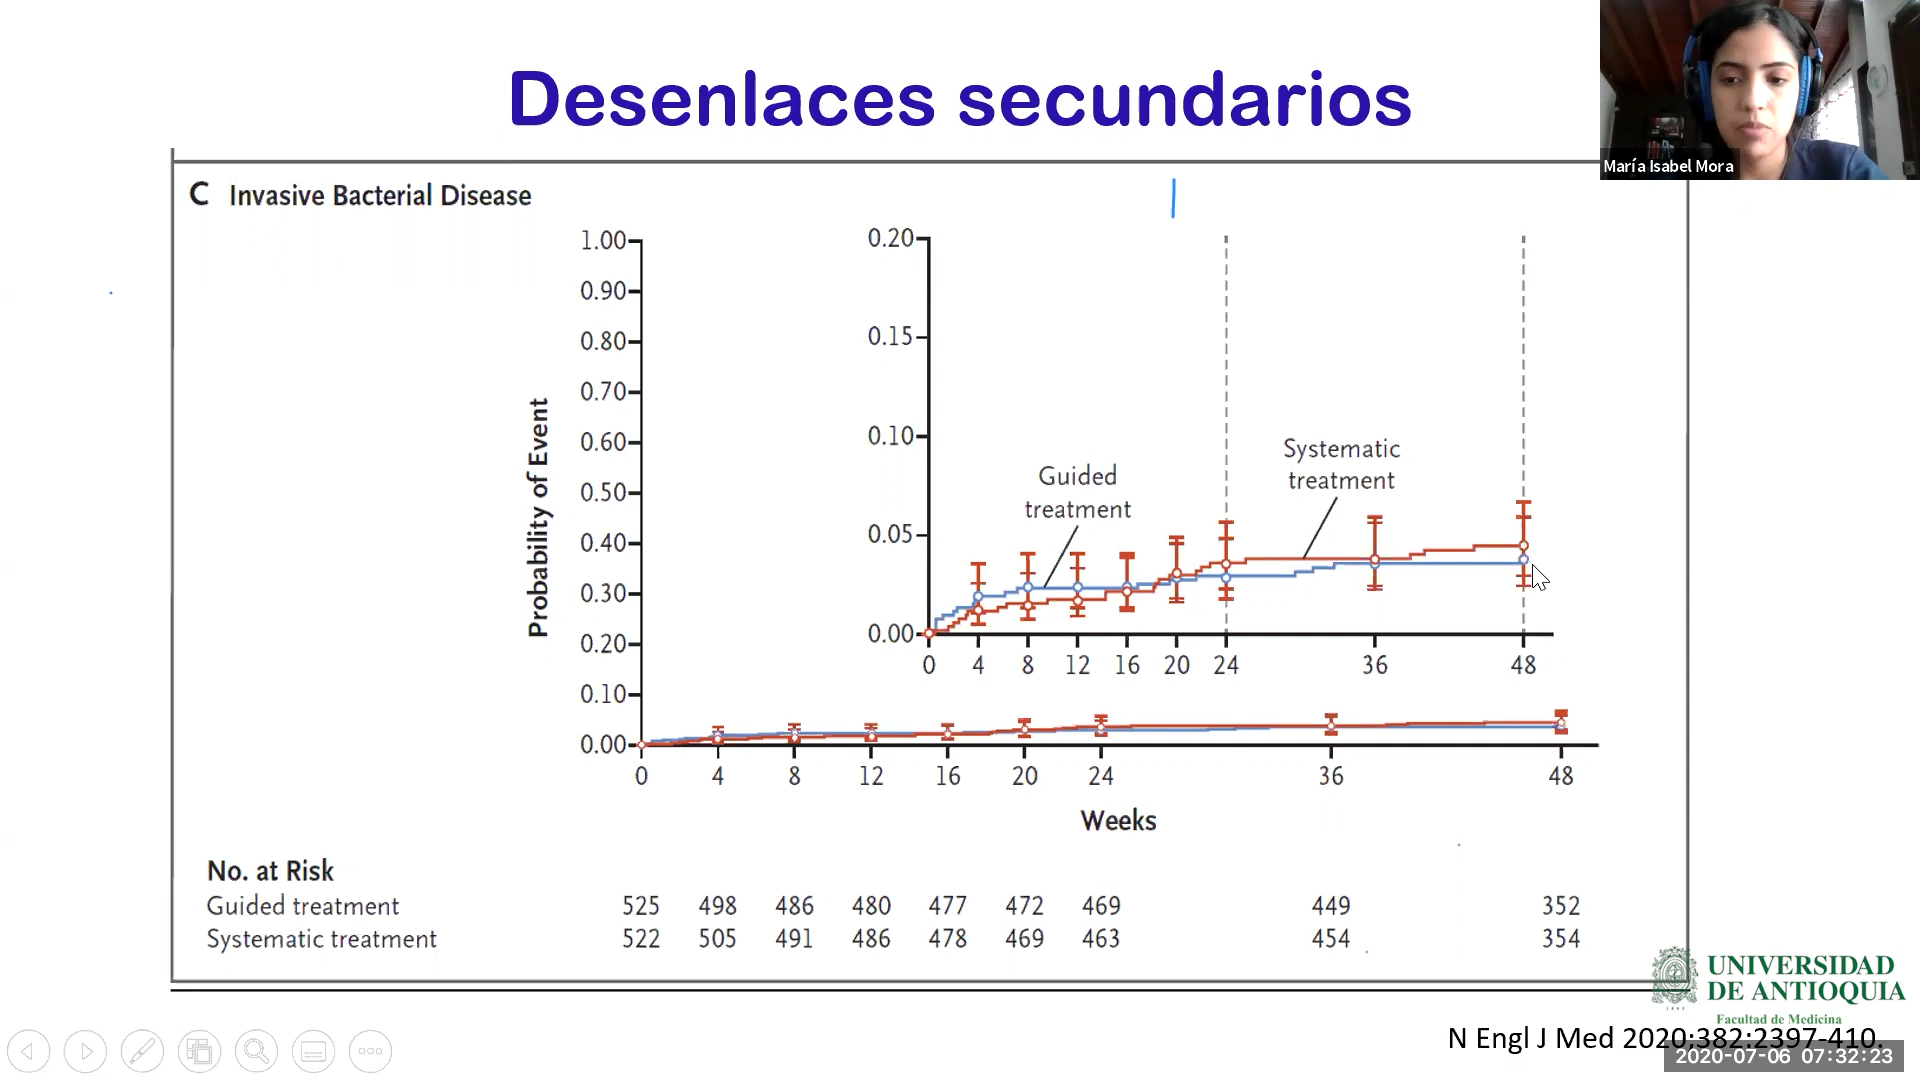 Desenlaces secundarios
María Isabel Mora
C Invasive Bacterial Disease
Probability of Event
1.00
0.90
0.80
0.70
0.60
0.50
0.40
0.30
0.20
0.10
0.00
0 4 8 12 16 20 24 36 48
Weeks
0.20
0.15
0.10
0.05
0.00
0 4 8 12 16 20 24 36 48
Guided
treatment
Systematic
treatment
No. at Risk
Guided treatment 525 498 486 480 477 472 469 449 352
Systematic treatment 522 505 491 486 478 469 463 454 354
UNIVERSIDAD
DE ANTIOQUIA
1803
Facultad de Medicina
N Engl J Med 2020;382:2397-410.
2020-07-06 07:32:23